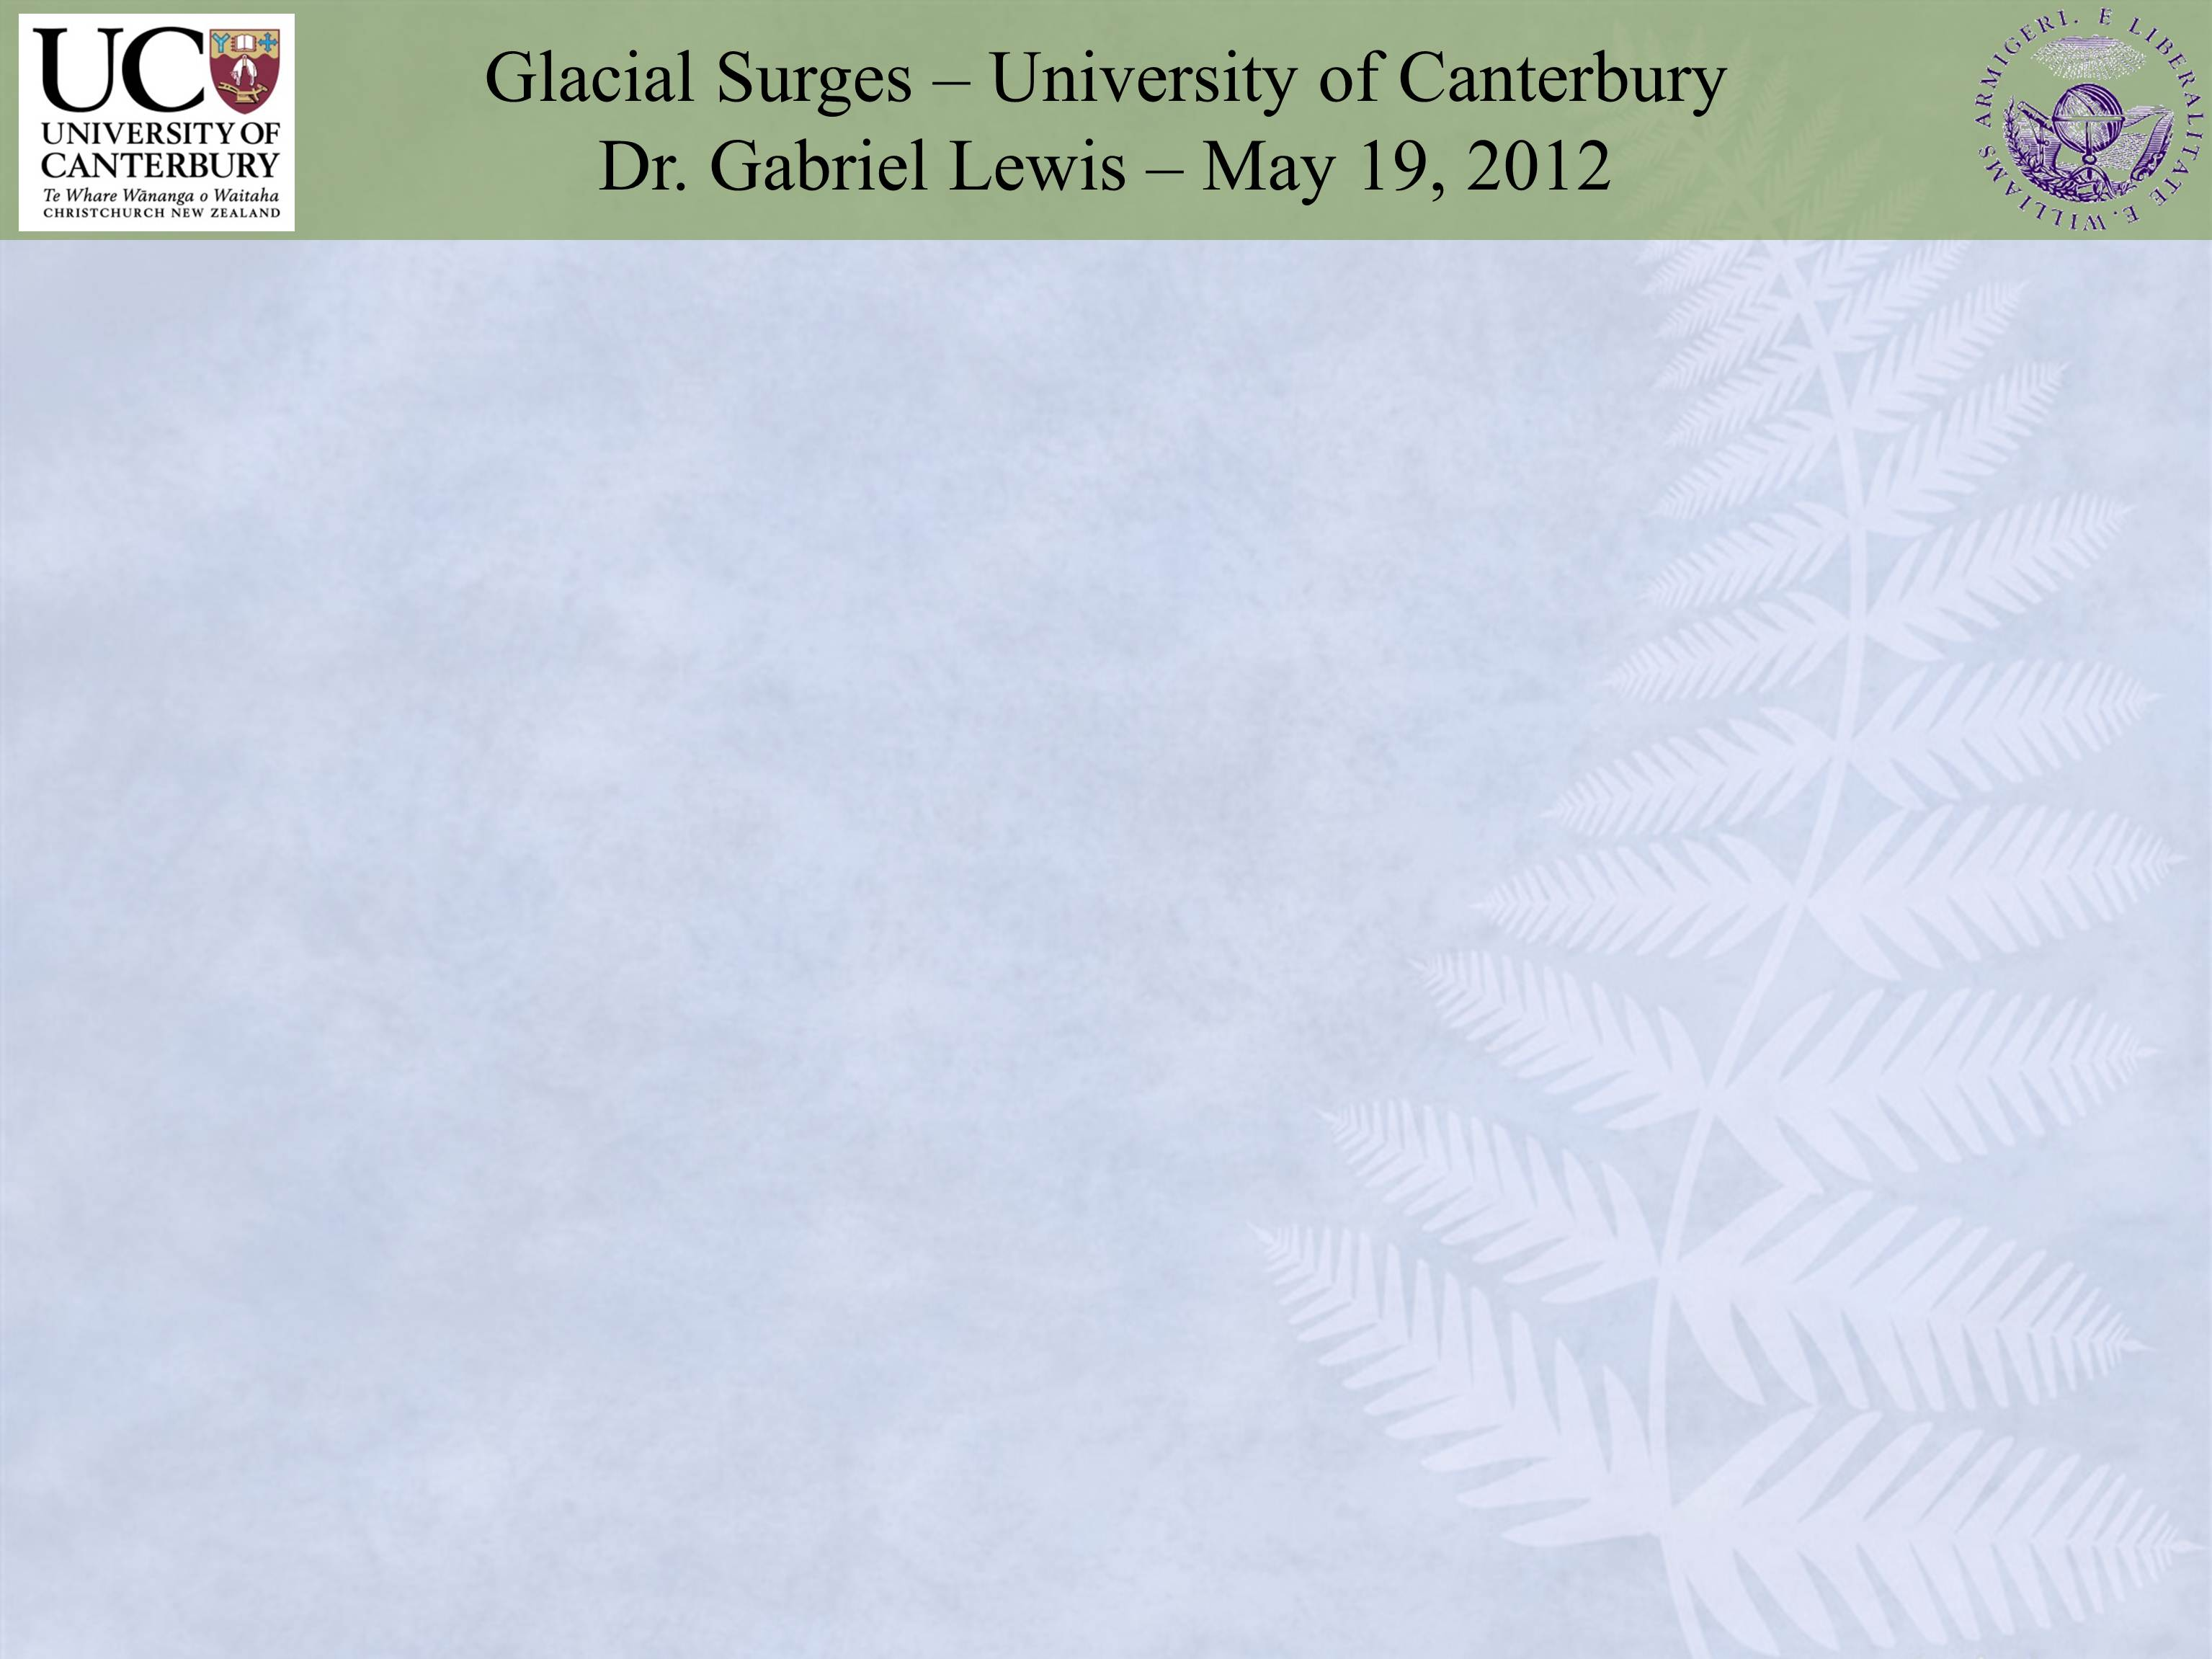 UC
UNIVERSITY OF
CANTERBURY
Te Whare Wānanga o Waitaha
CHRISTCHURCH NEW ZEALAND
Glacial Surges – University of Canterbury
Dr. Gabriel Lewis – May 19, 2012
E LIBERALITATE E. WILLIAMS ARMIGERI.